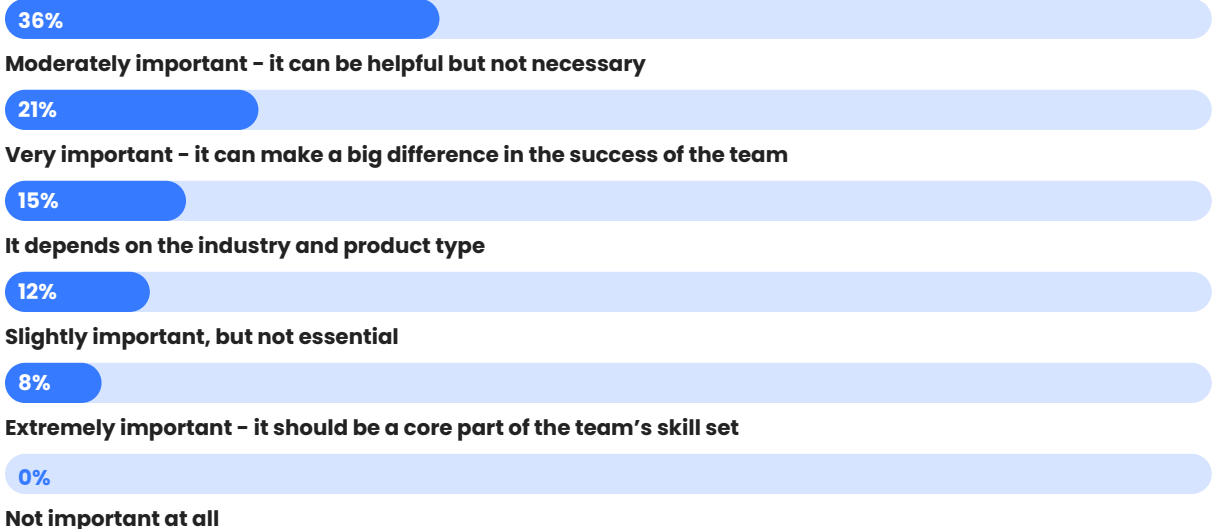 36%
Moderately important - it can be helpful but not necessary
21%
Very important - it can make a big difference in the success of the team
15%
It depends on the industry and product type
12%
Slightly important, but not essential
8%
Extremely important - it should be a core part of the team’s skill set
0%
Not important at all